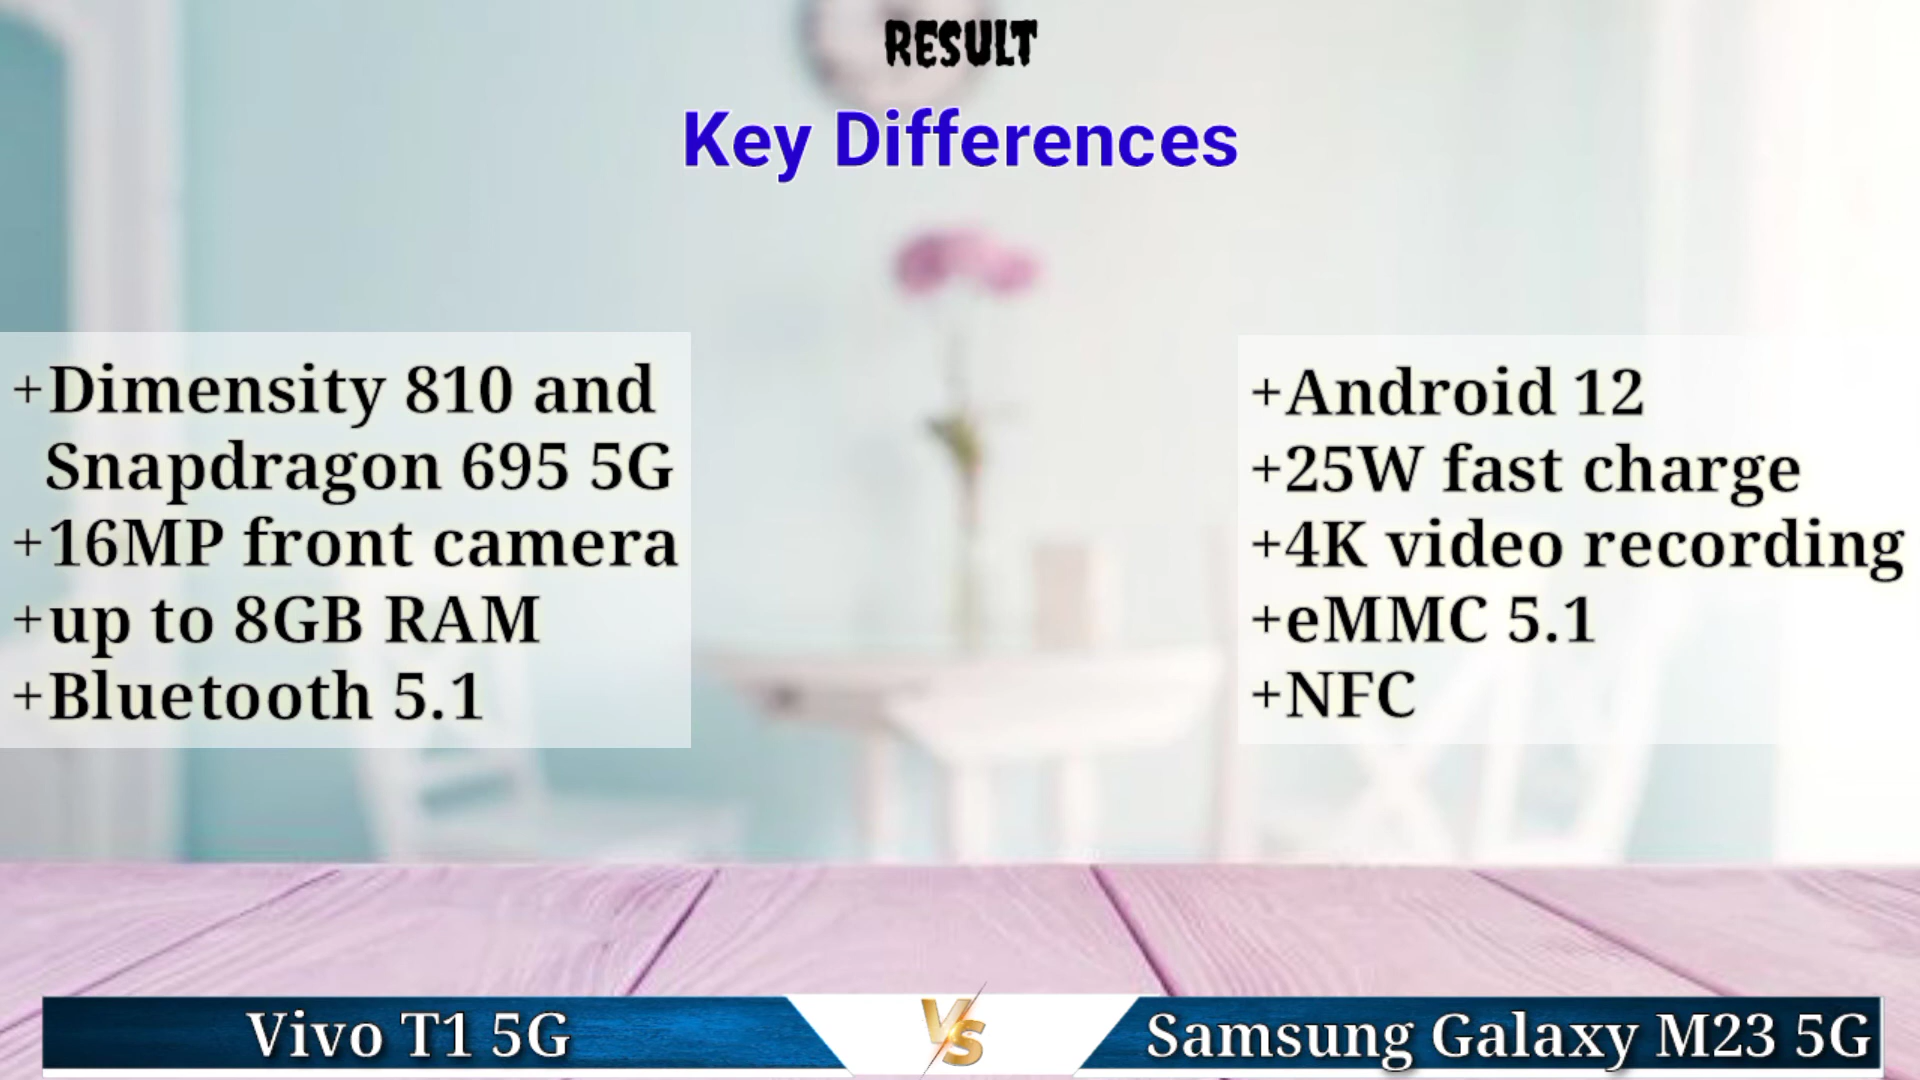 RESULT
Key Differences
+Dimensity 810 and
Snapdragon 695 5G
+16MP front camera
+up to 8GB RAM
+Bluetooth 5.1
+Android 12
+25W fast charge
+4K video recording
+eMMC 5.1
+NFC
Vivo T1 5G
VS
Samsung Galaxy M23 5G